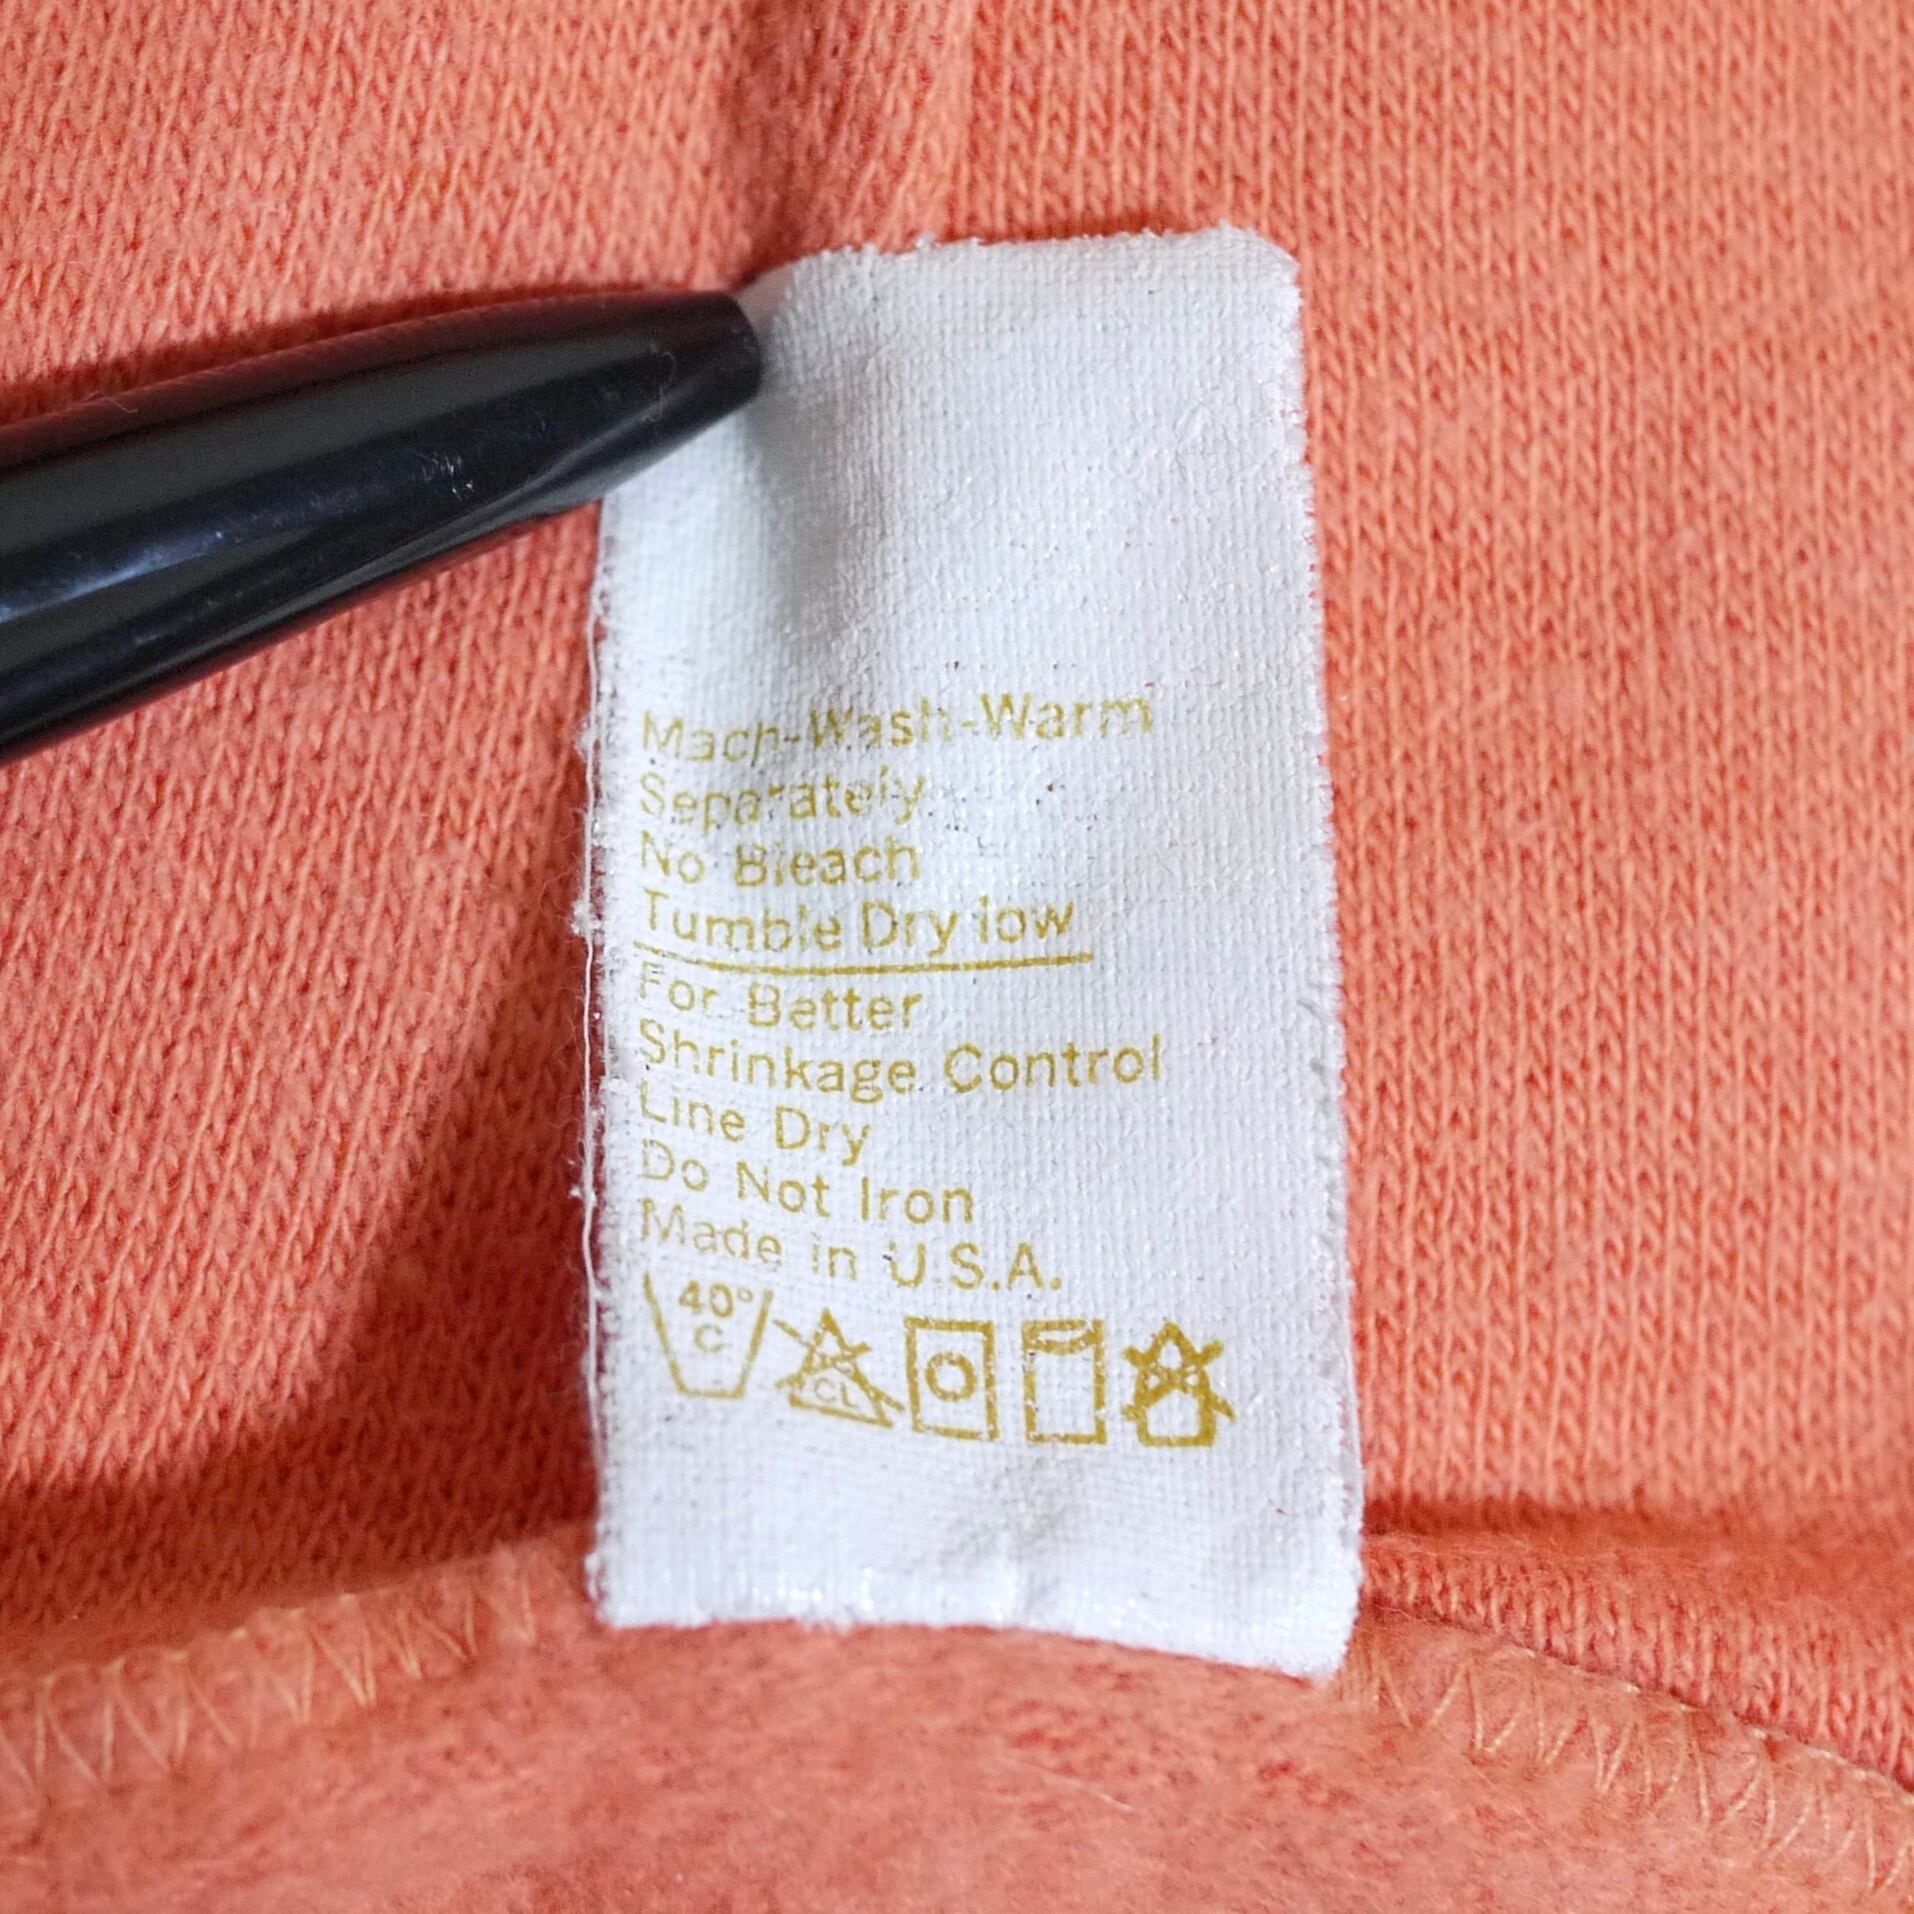 Mach-Wash-Warm
Separately
No Bleach
Tumble Dry low
For Better
Shrinkage Control
Line Dry
Do Not Iron
Made in U.S.A.
40°
C
CL